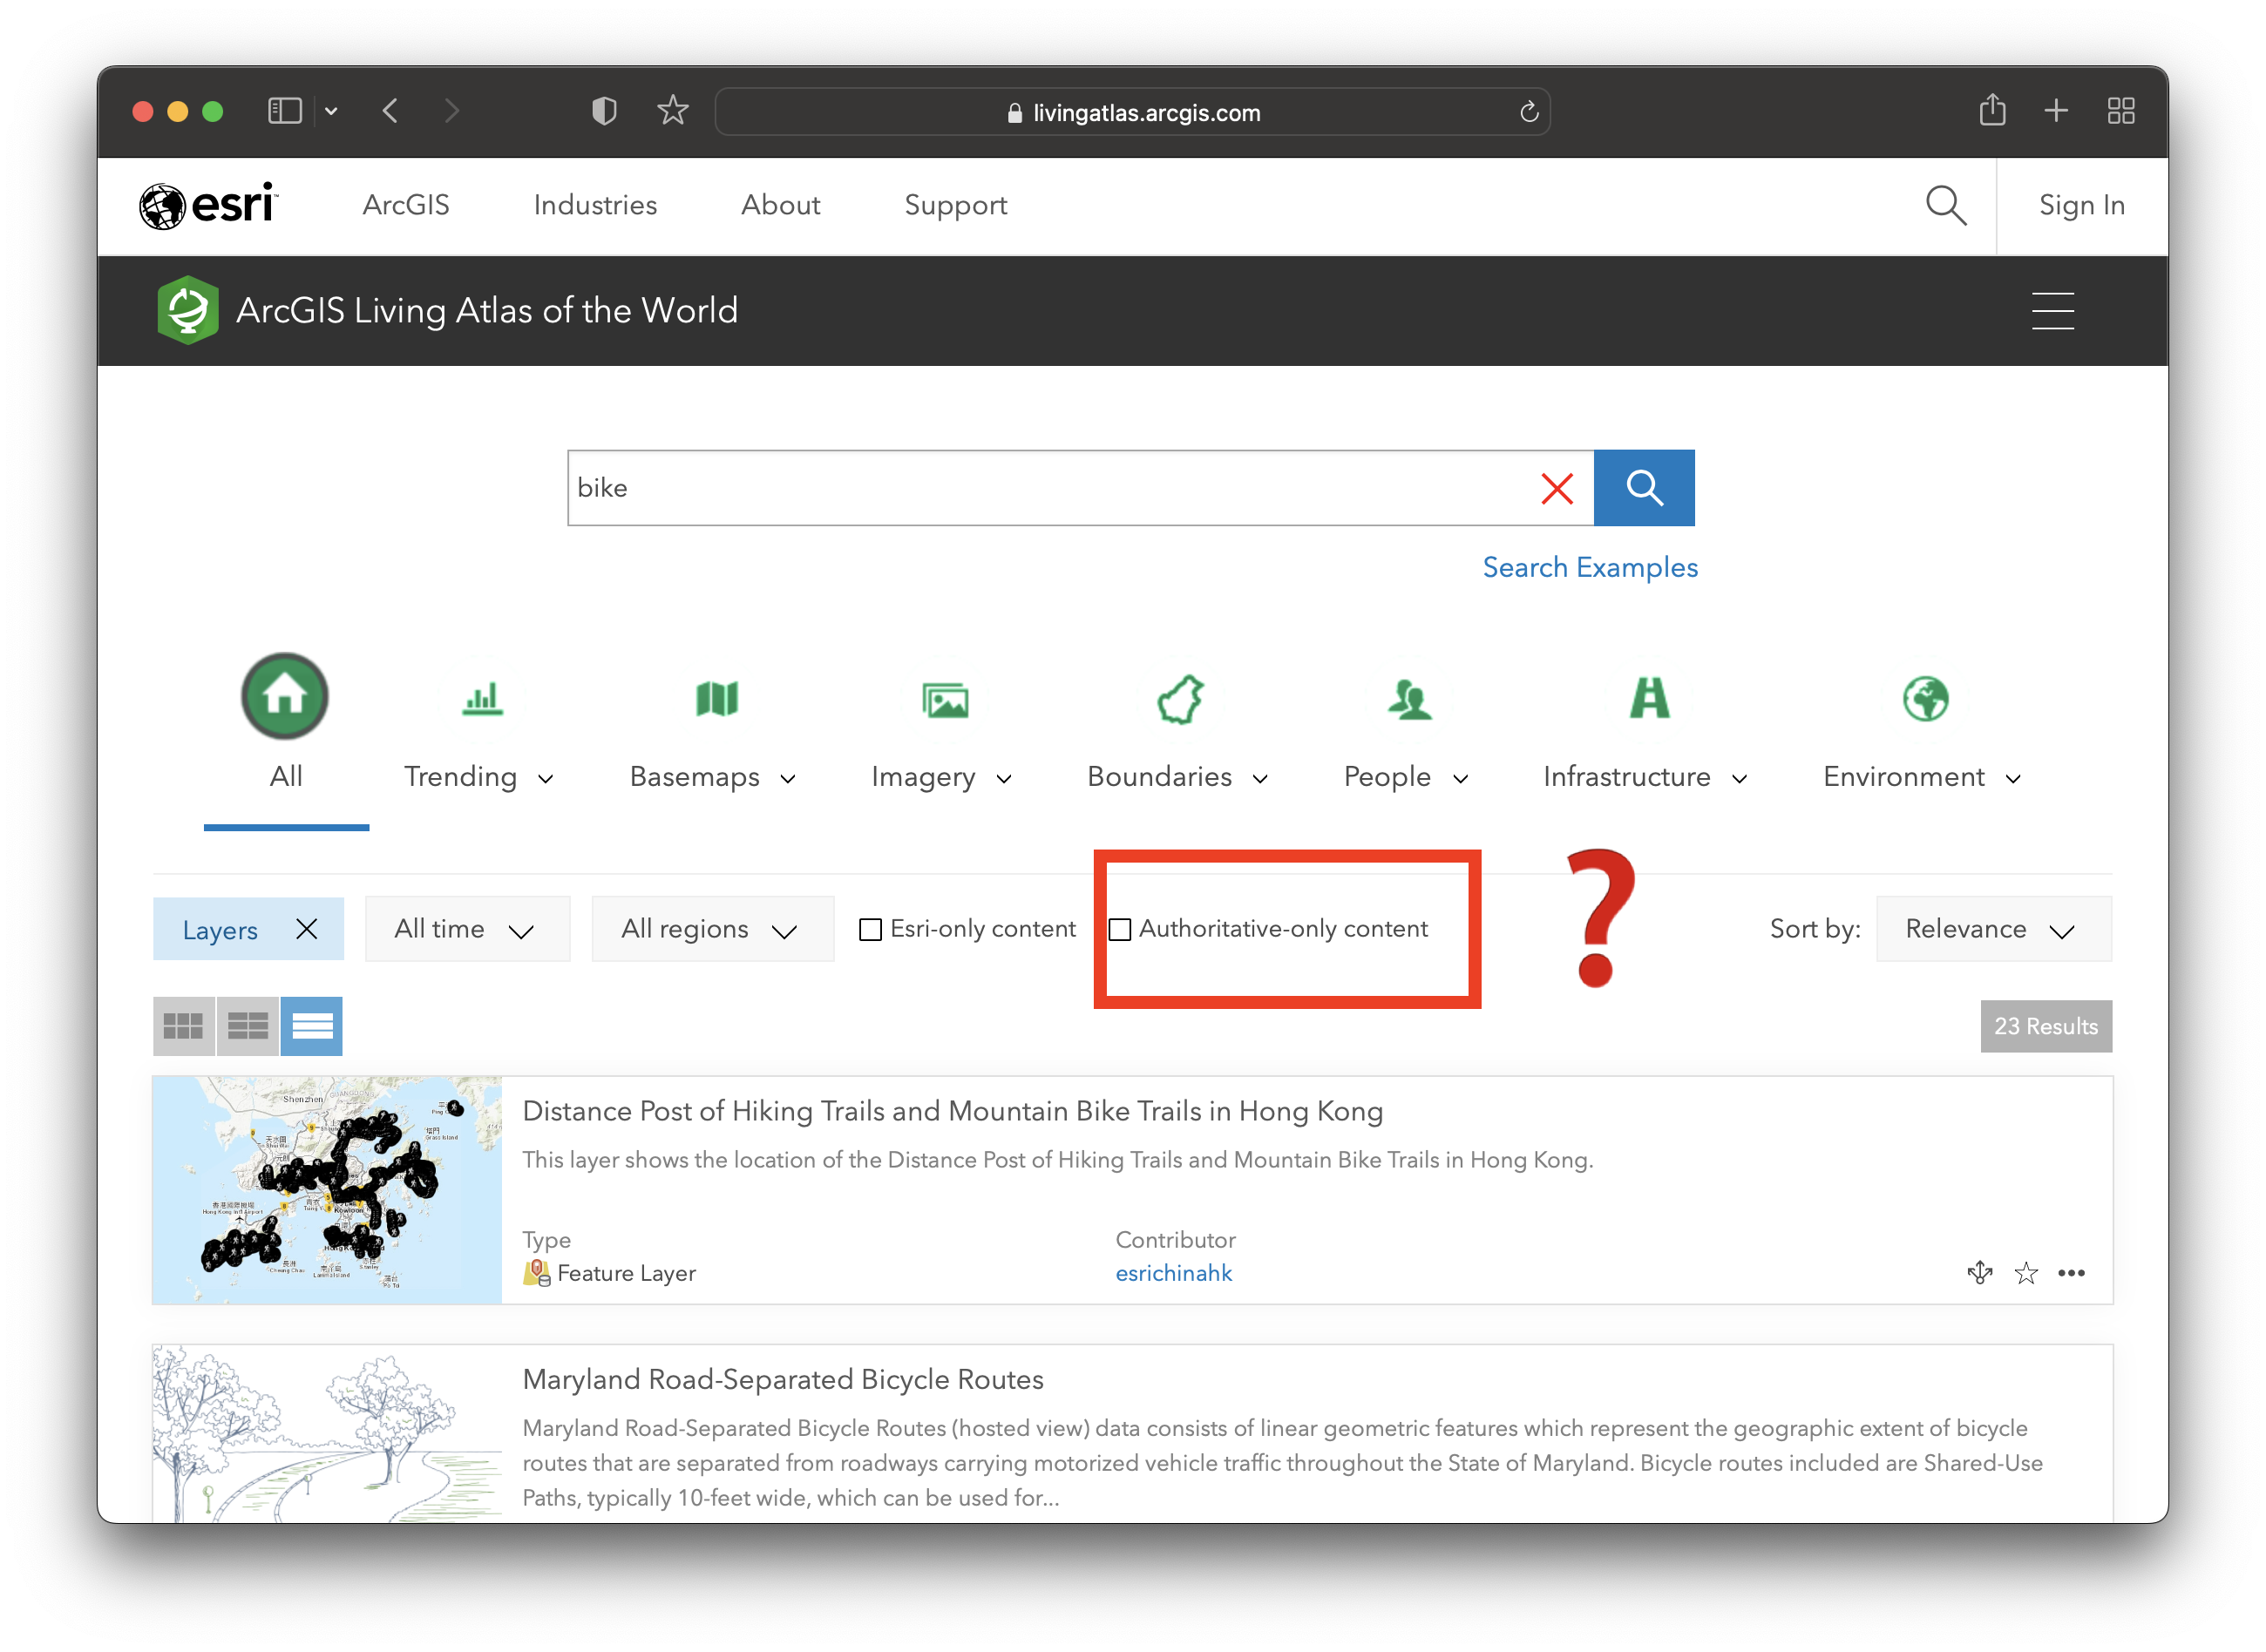 livingatlas.arcgis.com
esri
ArcGIS
Industries
About
Support
Sign In
ArcGIS Living Atlas of the World
bike
Search Examples
All
Trending
Basemaps
Imagery
Boundaries
People
Infrastructure
Environment
Layers
All time
All regions
Esri-only content
Authoritative-only content
?
Sort by:
Relevance
23 Results
Shenzhen
Kowloon
Distance Post of Hiking Trails and Mountain Bike Trails in Hong Kong
This layer shows the location of the Distance Post of Hiking Trails and Mountain Bike Trails in Hong Kong.
Type
Contributor
Feature Layer
esrichinahk
Maryland Road-Separated Bicycle Routes
Maryland Road-Separated Bicycle Routes (hosted view) data consists of linear geometric features which represent the geographic extent of bicycle
routes that are separated from roadways carrying motorized vehicle traffic throughout the State of Maryland. Bicycle routes included are Shared-Use
Paths, typically 10-feet wide, which can be used for...